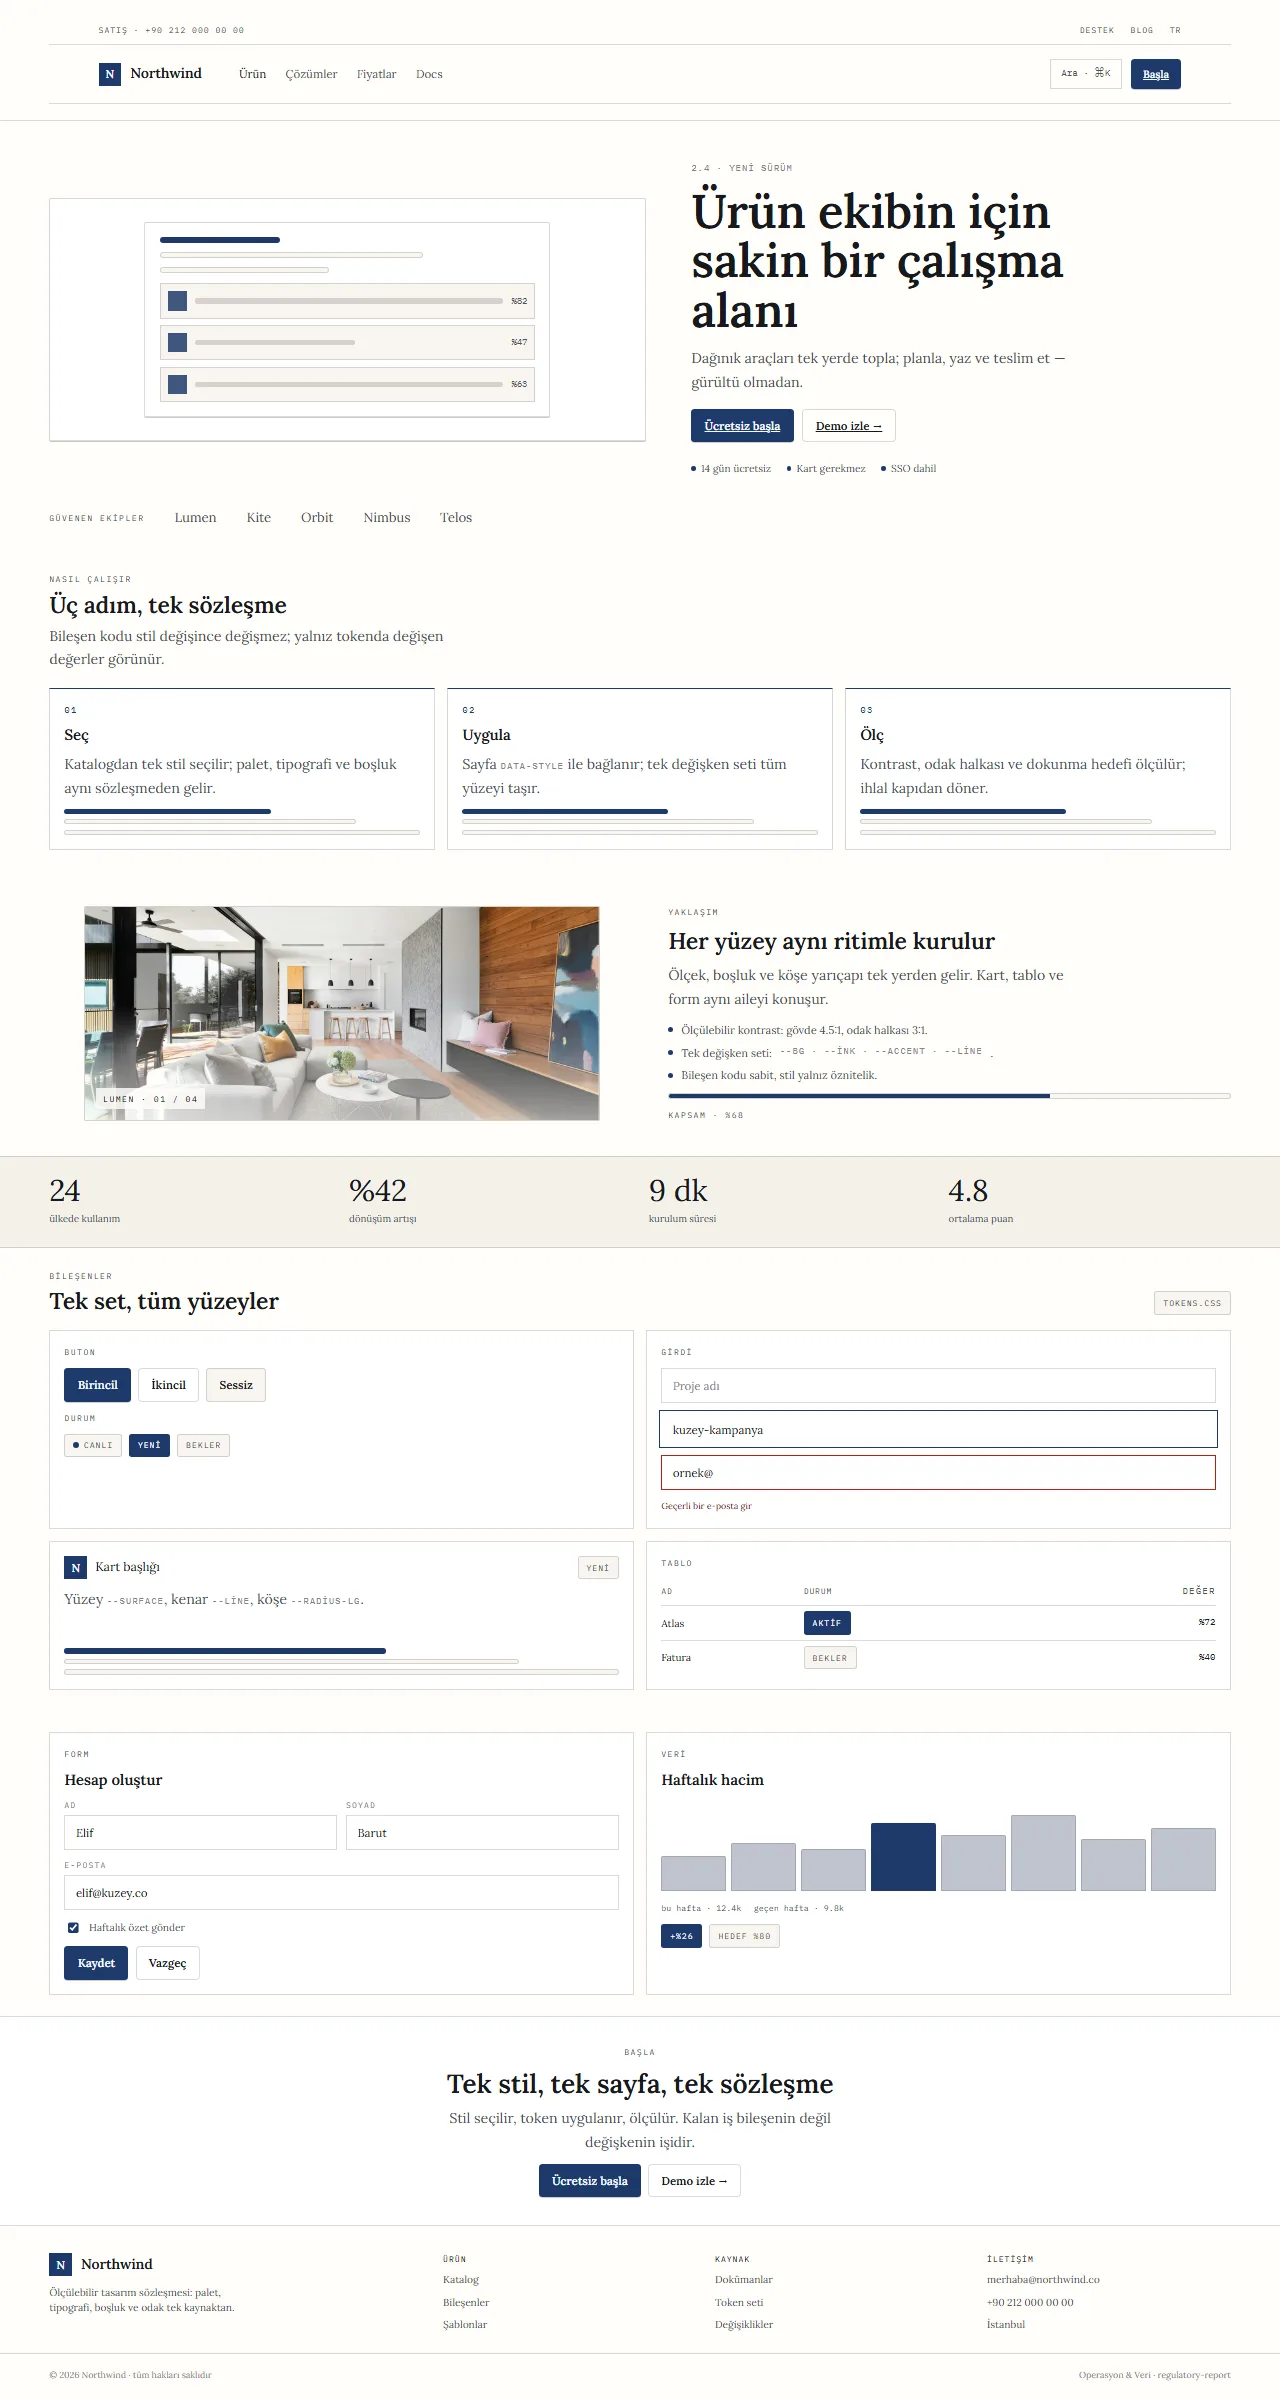 SATIŞ · +90 212 000 00 00
DESTEK BLOG TR
N Northwind Ürün Çözümler Fiyatlar Docs
Ara · ⌘K Başla
2.4 · YENİ SÜRÜM
Ürün ekibin için
sakin bir çalışma
alanı
Dağınık araçları tek yerde topla; planla, yaz ve teslim et —
gürültü olmadan.
Ücretsiz başla Demo izle →
14 gün ücretsiz Kart gerekmez SSO dahil
%82
%47
%63
GÜVENEN EKİPLER Lumen Kite Orbit Nimbus Telos
NASIL ÇALIŞIR
Üç adım, tek sözleşme
Bileşen kodu stil değişince değişmez; yalnız tokenda değişen
değerler görünür.
01
Seç
Katalogdan tek stil seçilir; palet, tipografi ve boşluk
aynı sözleşmeden gelir.
02
Uygula
Sayfa DATA-STYLE ile bağlanır; tek değişken seti tüm
yüzeyi taşır.
03
Ölç
Kontrast, odak halkası ve dokunma hedefi ölçülür;
ihlal kapıdan döner.
LUMEN · 01 / 04
YAKLAŞIM
Her yüzey aynı ritimle kurulur
Ölçek, boşluk ve köşe yarıçapı tek yerden gelir. Kart, tablo ve
form aynı aileyi konuşur.
Ölçülebilir kontrast: gövde 4.5:1, odak halkası 3:1.
Tek değişken seti: --BG · --İNK · --ACCENT · --LİNE .
Bileşen kodu sabit, stil yalnız öznitelik.
KAPSAM · %68
24
ülkede kullanım
%42
dönüşüm artışı
9 dk
kurulum süresi
4.8
ortalama puan
BİLEŞENLER
Tek set, tüm yüzeyler
TOKENS.CSS
BUTON
Birincil İkincil Sessiz
DURUM
CANLI YENİ BEKLER
GİRDİ
Proje adı
kuzey-kampanya
ornek@
Geçerli bir e-posta gir
N Kart başlığı YENİ
Yüzey --SURFACE, kenar --LİNE, köşe --RADİUS-LG.
TABLO
AD DURUM DEĞER
Atlas AKTİF %72
Fatura BEKLER %40
FORM
Hesap oluştur
AD SOYAD
Elif Barut
E-POSTA
elif@kuzey.co
Haftalık özet gönder
Kaydet Vazgeç
VERİ
Haftalık hacim
bu hafta · 12.4k geçen hafta · 9.8k
+%26 HEDEF %80
BAŞLA
Tek stil, tek sayfa, tek sözleşme
Stil seçilir, token uygulanır, ölçülür. Kalan iş bileşenin değil
değişkenin işidir.
Ücretsiz başla Demo izle →
N Northwind
Ölçülebilir tasarım sözleşmesi: palet,
tipografi, boşluk ve odak tek kaynaktan.
ÜRÜN
Katalog
Bileşenler
Şablonlar
KAYNAK
Dokümanlar
Token seti
Değişiklikler
İLETİŞİM
merhaba@northwind.co
+90 212 000 00 00
İstanbul
© 2026 Northwind · tüm hakları saklıdır
Operasyon & Veri · regulatory-report